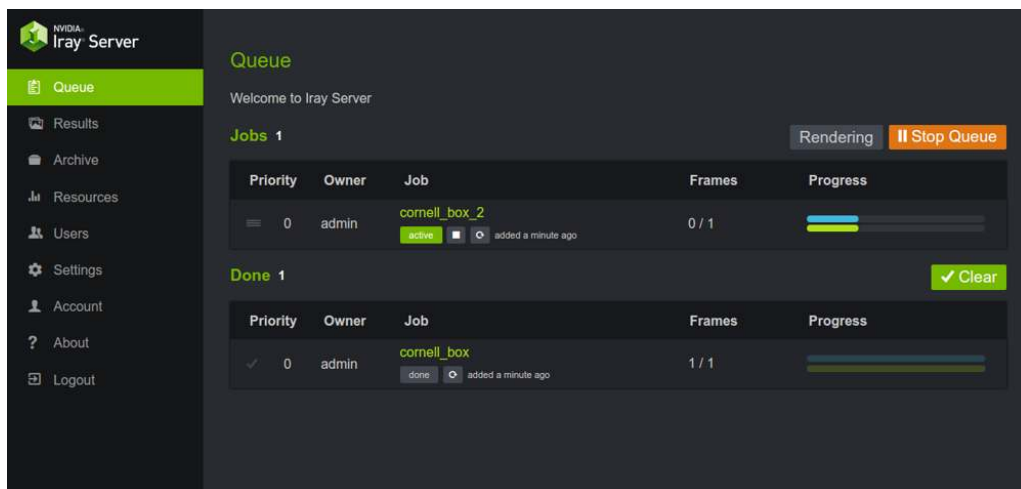 NVIDIA.
Iray Server
Queue
Results
Archive
Resources
Users
Settings
Account
About
Logout
Queue
Welcome to Iray Server
Jobs 1
Rendering
Stop Queue
Priority Owner Job Frames Progress
0 admin cornell_box_2 0 / 1
active added a minute ago
Done 1
Clear
Priority Owner Job Frames Progress
0 admin cornell_box 1 / 1
done added a minute ago